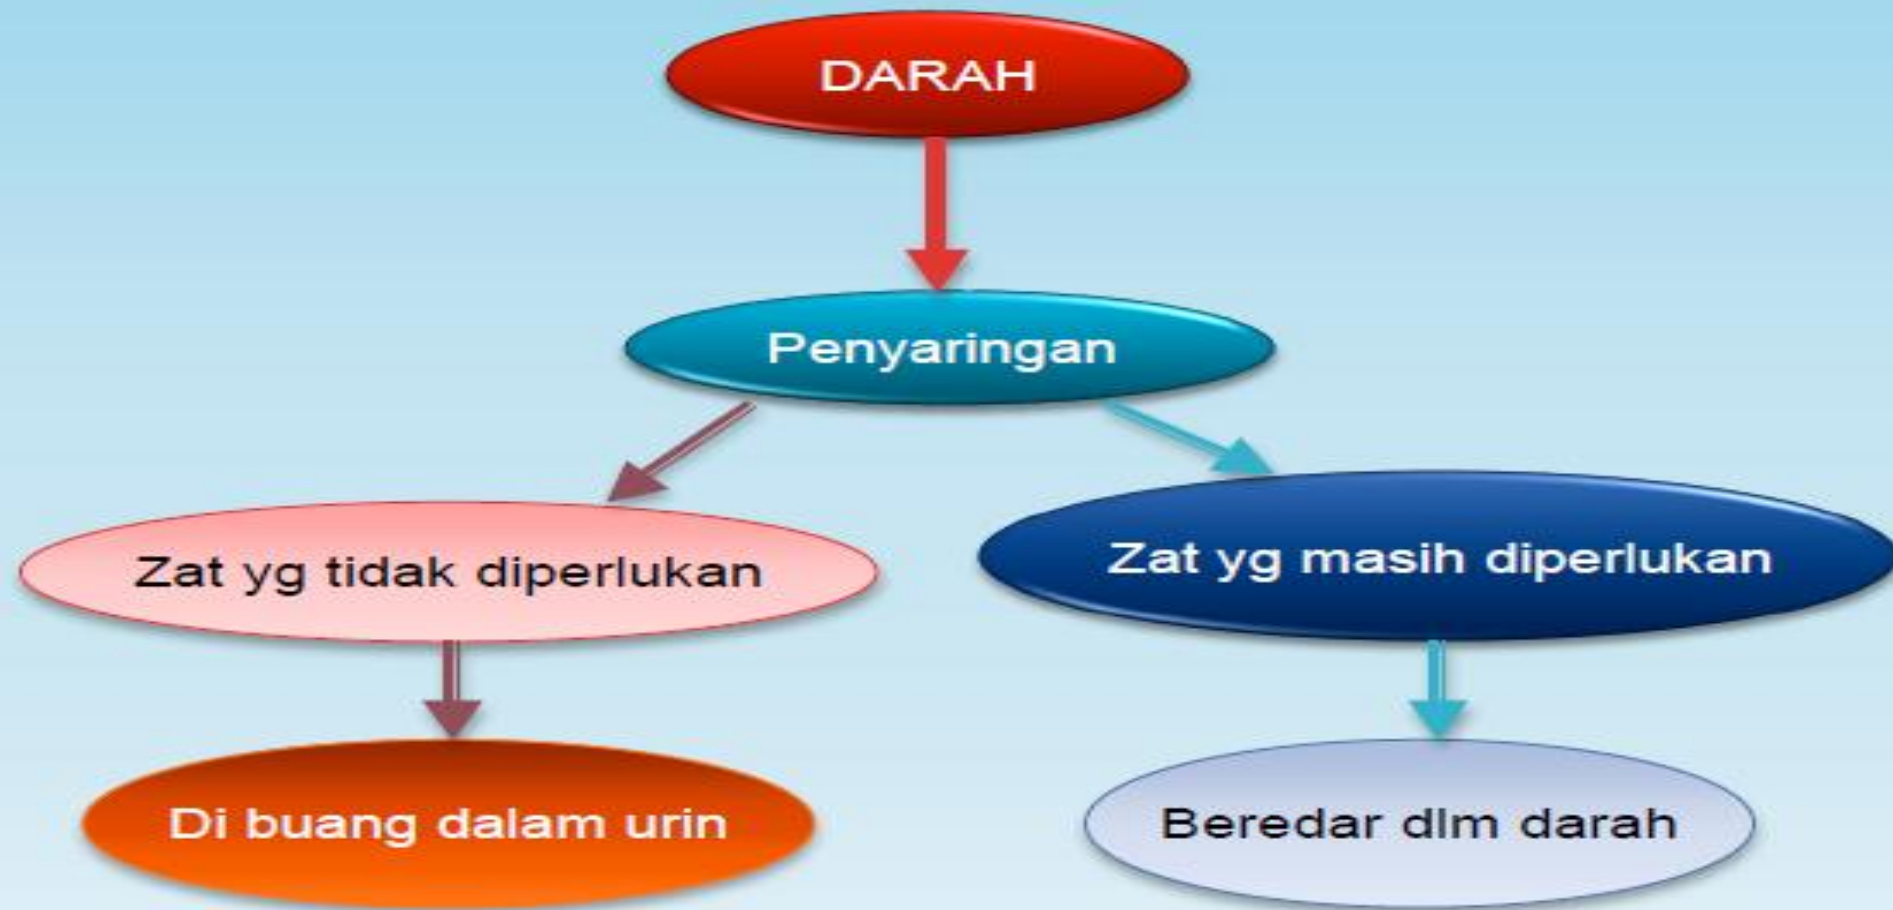 DARAH
Penyaringan
Zat yg tidak diperlukan
Zat yg masih diperlukan
Di buang dalam urin
Beredar dlm darah